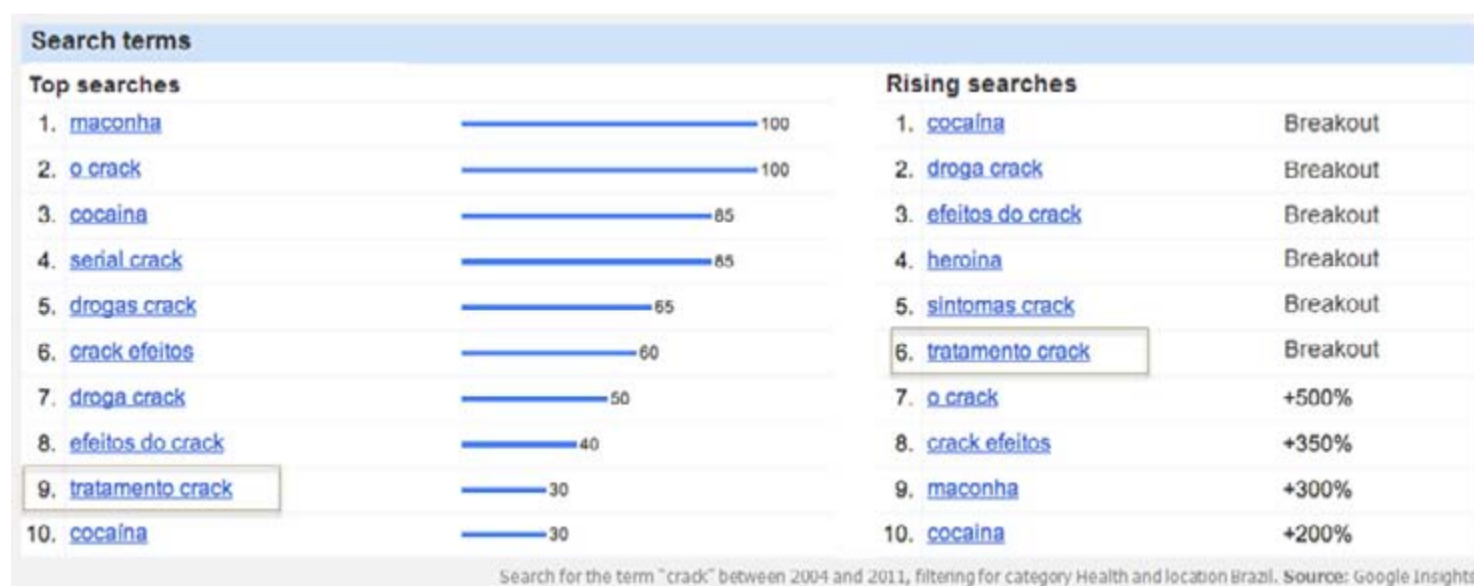 Search terms
Top searches
1. maconha 100
2. o crack 100
3. cocaina 85
4. serial crack 85
5. drogas crack 65
6. crack efeitos 60
7. droga crack 50
8. efeitos do crack 40
9. tratamento crack 30
10. cocaína 30
Rising searches
1. cocaína Breakout
2. droga crack Breakout
3. efeitos do crack Breakout
4. heroina Breakout
5. sintomas crack Breakout
6. tratamento crack Breakout
7. o crack +500%
8. crack efeitos +350%
9. maconha +300%
10. cocaina +200%
Search for the term "crack" between 2004 and 2011, filtering for category Health and location Brazil. Source: Google Insights